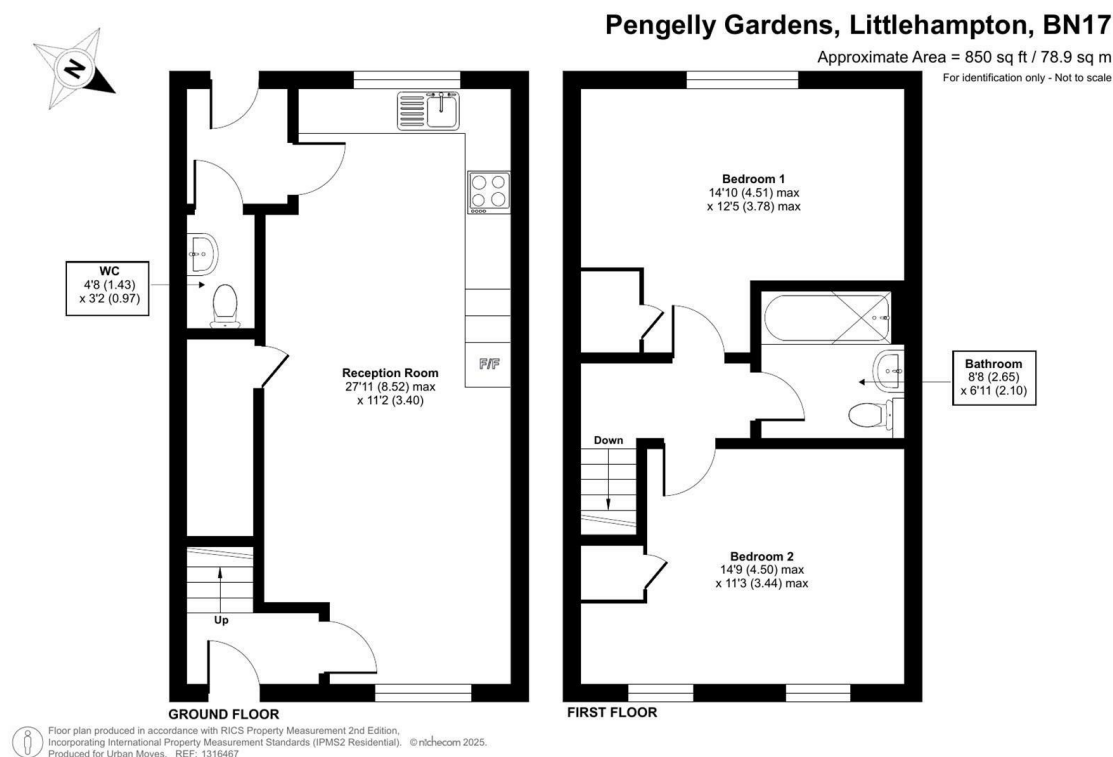 Pengelly Gardens, Littlehampton, BN17
Approximate Area = 850 sq ft / 78.9 sq m
For identification only - Not to scale
N
WC
4'8 (1.43)
x 3'2 (0.97)
Reception Room
27'11 (8.52) max
x 11'2 (3.40)
F/F
Up
GROUND FLOOR
Bedroom 1
14'10 (4.51) max
x 12'5 (3.78) max
Bathroom
8'8 (2.65)
x 6'11 (2.10)
Down
Bedroom 2
14'9 (4.50) max
x 11'3 (3.44) max
FIRST FLOOR
Floor plan produced in accordance with RICS Property Measurement 2nd Edition,
Incorporating International Property Measurement Standards (IPMS2 Residential). © nichecom 2025.
Produced for Urban Moves. REF: 1316467